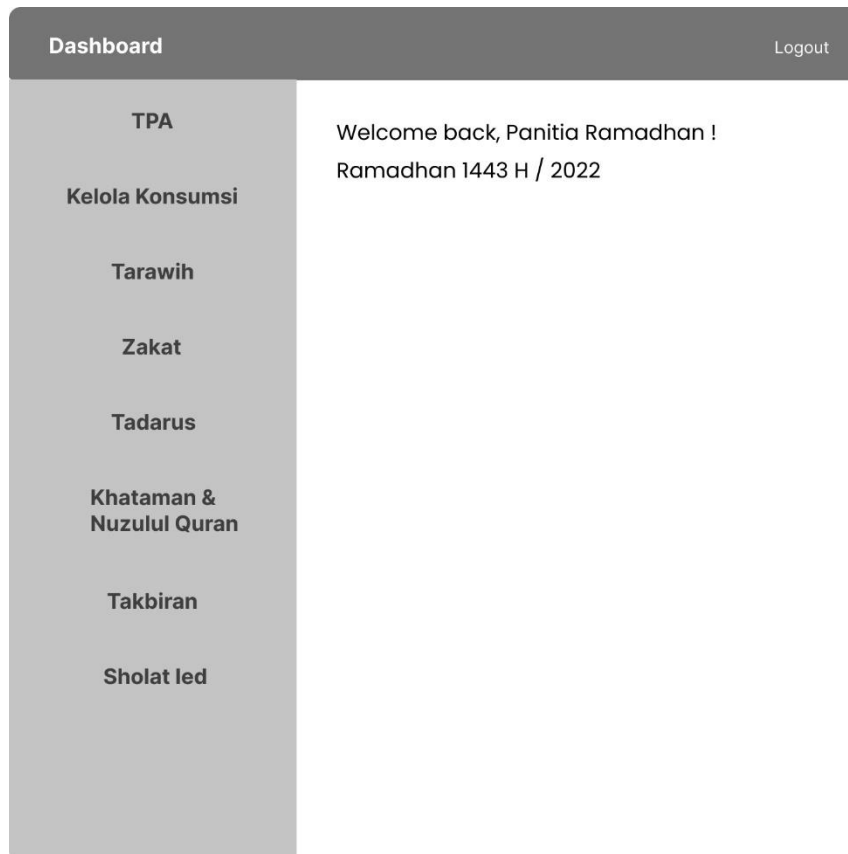 Dashboard
Logout
TPA
Kelola Konsumsi
Tarawih
Zakat
Tadarus
Khataman &
Nuzulul Quran
Takbiran
Sholat Ied
Welcome back, Panitia Ramadhan !
Ramadhan 1443 H / 2022